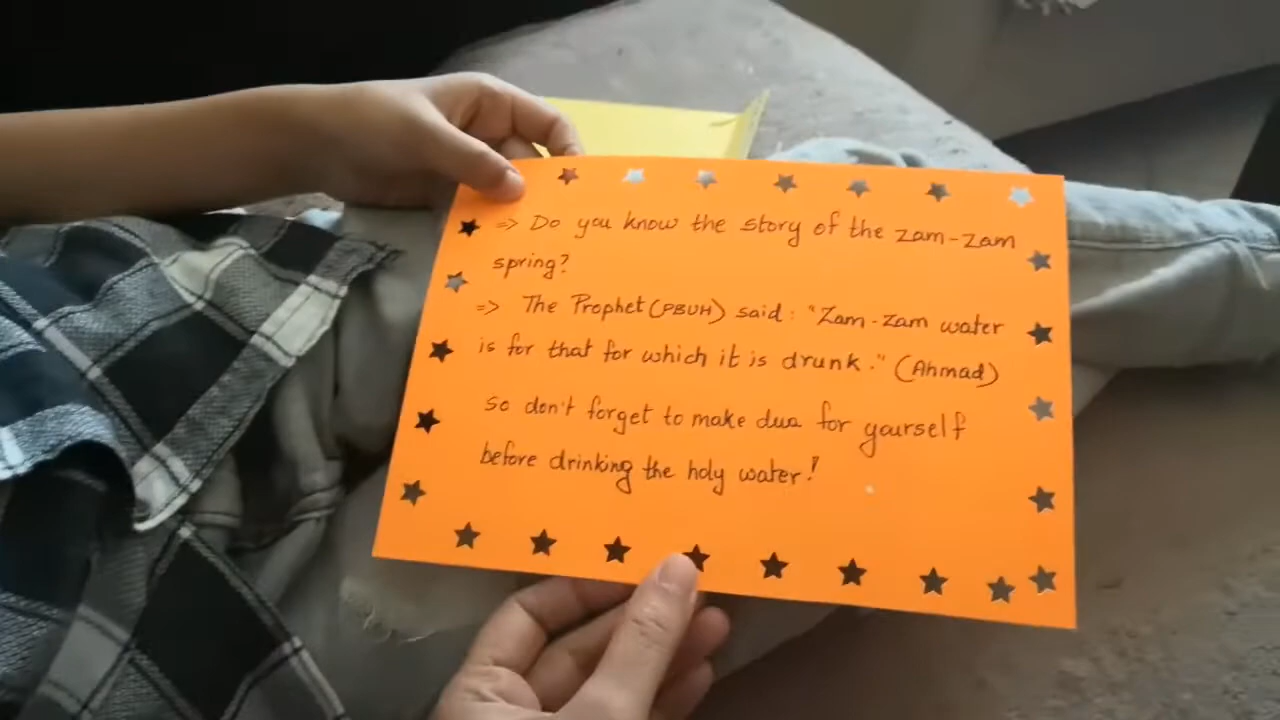 => Do you know the story of the zam-zam
spring?
=> The Prophet (PBUH) said: "Zam-zam water
is for that for which it is drunk." (Ahmad)
so don't forget to make dua for yourself
before drinking the holy water!